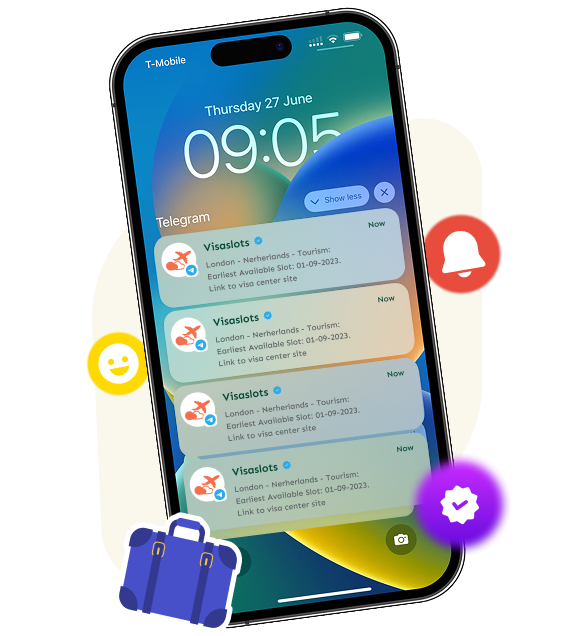 T-Mobile
Thursday 27 June
09:05
Telegram
Show less
Vivaslots
Now
London - Nerherlands - Tourism:
Earliest Available Slot: 01-09-2023.
Link to visa center site
Visaslots
Now
London - Nerherlands - Tourism:
Earliest Available Slot: 01-09-2023.
Link to visa center site
Visaslots
Now
London - Nerherlands - Tourism:
Earliest Available Slot: 01-09-2023.
Link to visa center site
Visaslots
Now
London - Nerherlands - Tourism:
Earliest Available Slot: 01-09-2023.
Link to visa center site